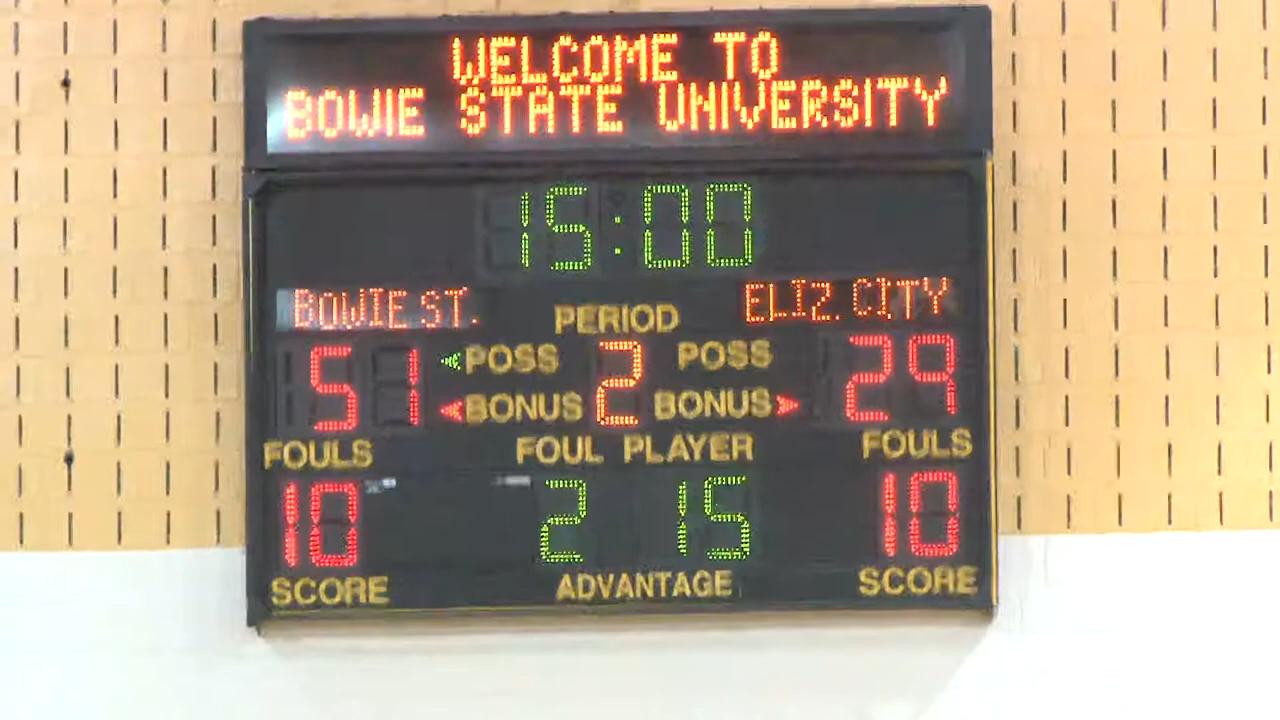 WELCOME TO
BOWIE STATE UNIVERSITY
15:00
BOWIE ST. PERIOD ELIZ. CITY
51 POSS 2 POSS 29
BONUS BONUS
FOULS FOUL PLAYER FOULS
10 2 15 10
SCORE ADVANTAGE SCORE